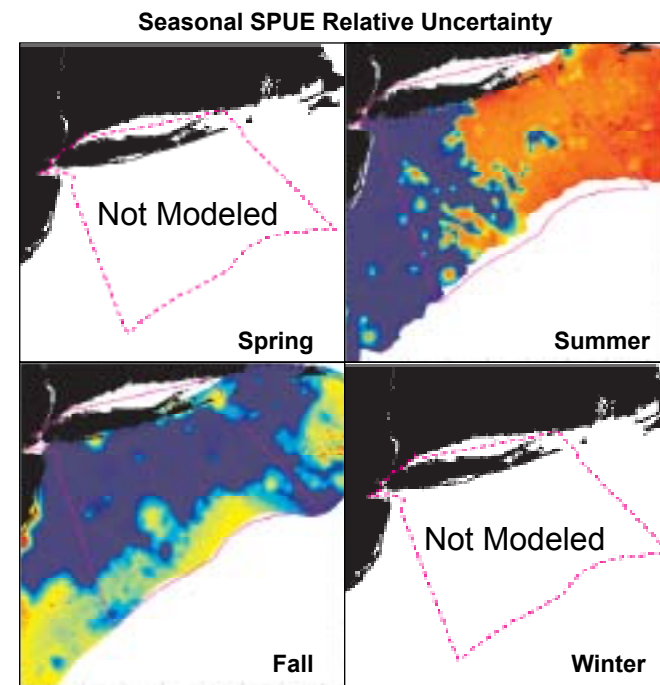 Seasonal SPUE Relative Uncertainty
Not Modeled
Spring
Summer
Fall
Not Modeled
Winter